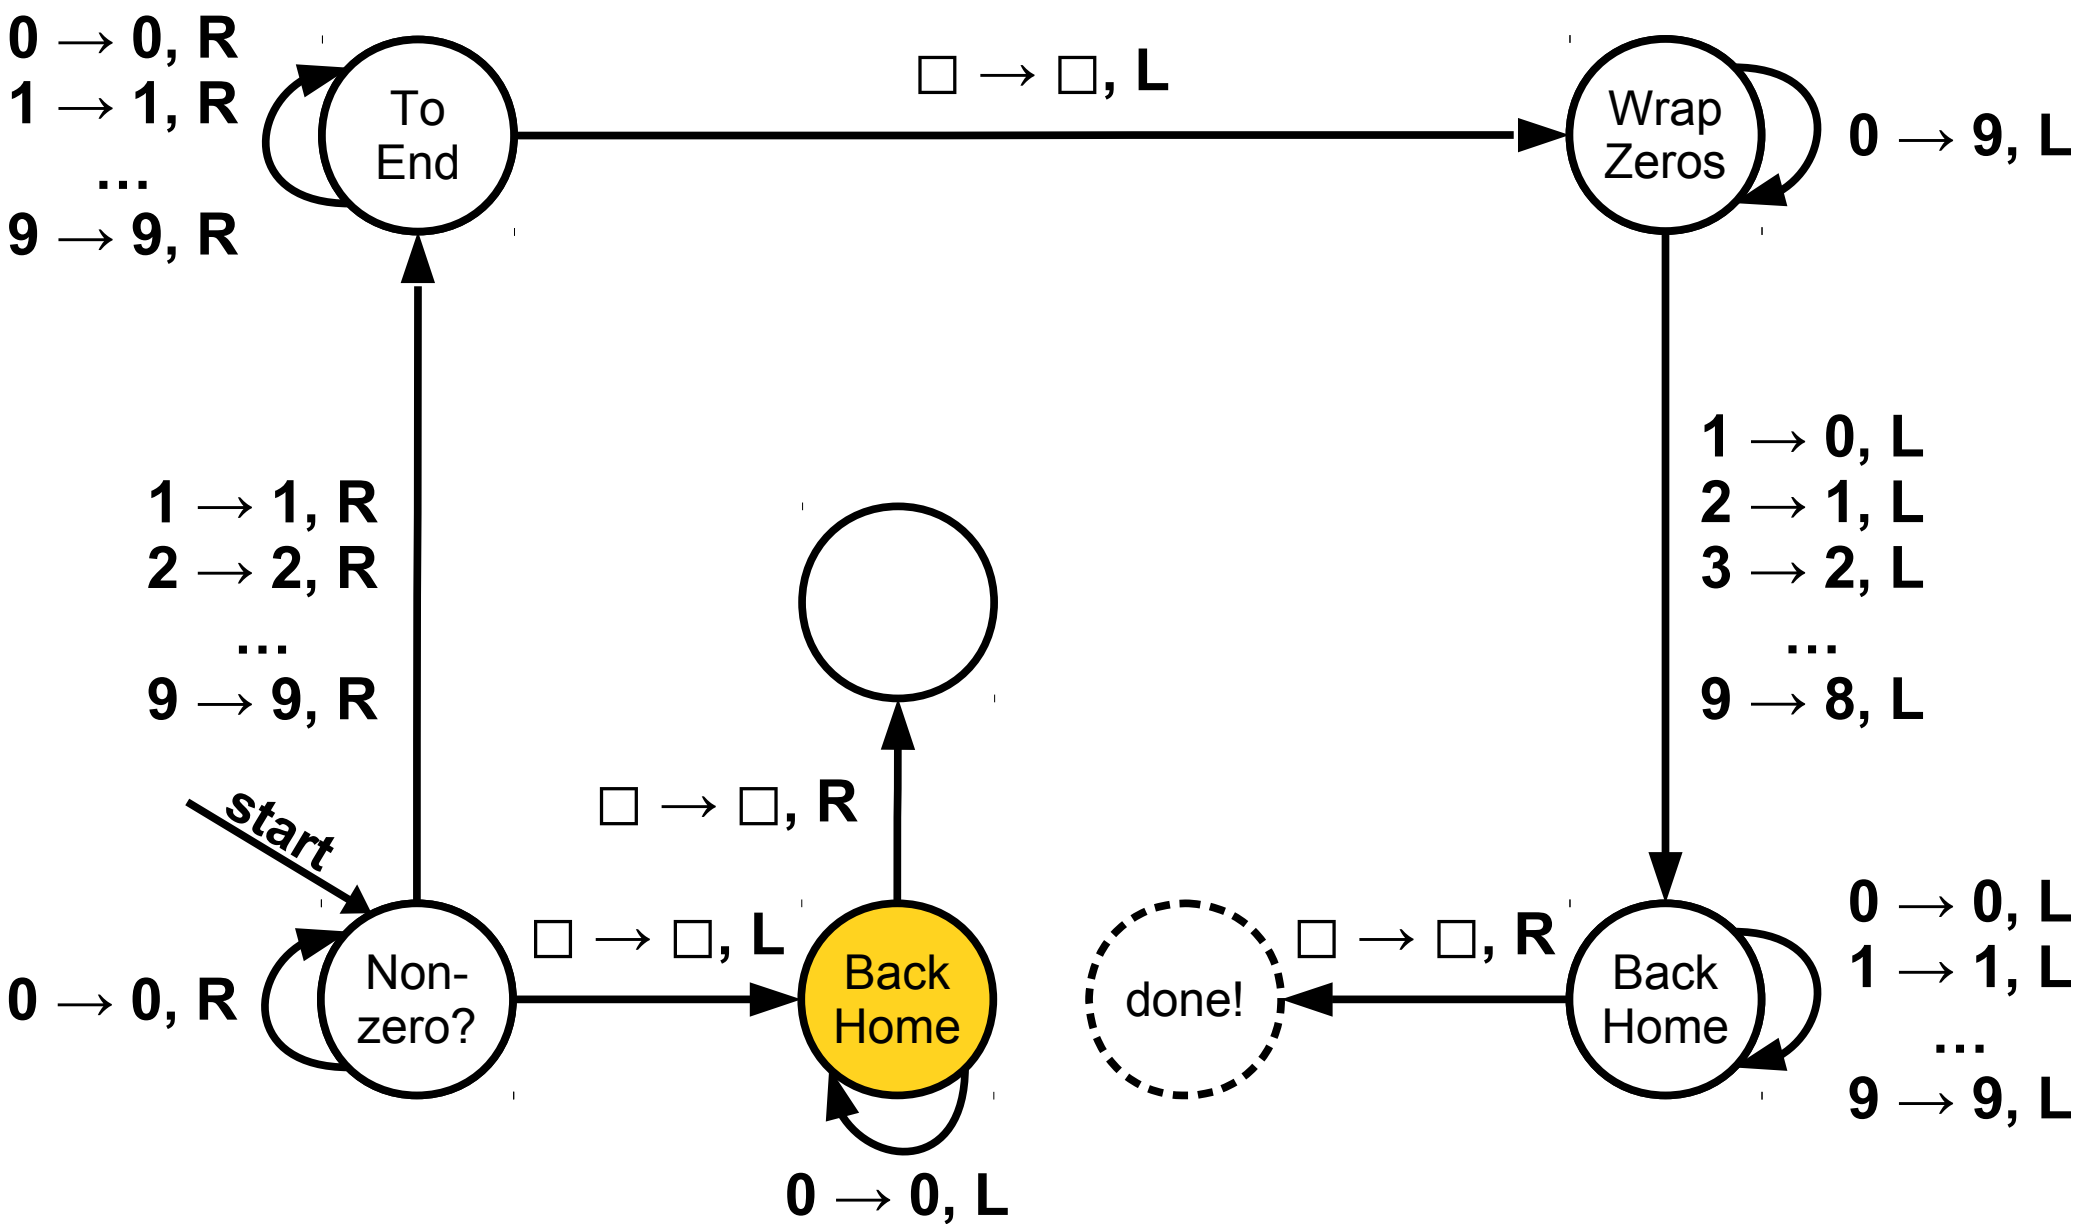 0 → 0, R
1 → 1, R
...
9 → 9, R
To
End
□ → □, L
Wrap
Zeros
0 → 9, L
1 → 1, R
2 → 2, R
...
9 → 9, R
1 → 0, L
2 → 1, L
3 → 2, L
...
9 → 8, L
start
□ → □, R
0 → 0, R
Non-
zero?
□ → □, L
Back
Home
0 → 0, L
done!
□ → □, R
Back
Home
0 → 0, L
1 → 1, L
...
9 → 9, L